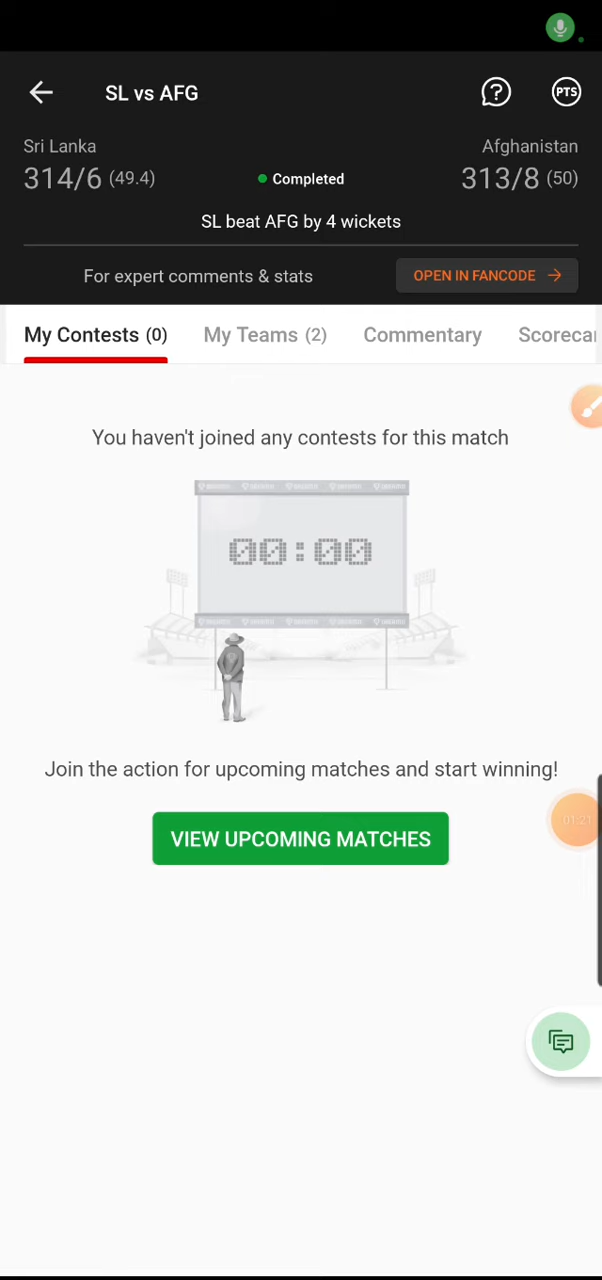 SL vs AFG
?
PTS
Sri Lanka
Afghanistan
314/6 (49.4)
Completed
313/8 (50)
SL beat AFG by 4 wickets
For expert comments & stats
OPEN IN FANCODE →
My Contests (0)
My Teams (2)
Commentary
Scorecar
You haven't joined any contests for this match
00:00
Join the action for upcoming matches and start winning!
01:21
VIEW UPCOMING MATCHES